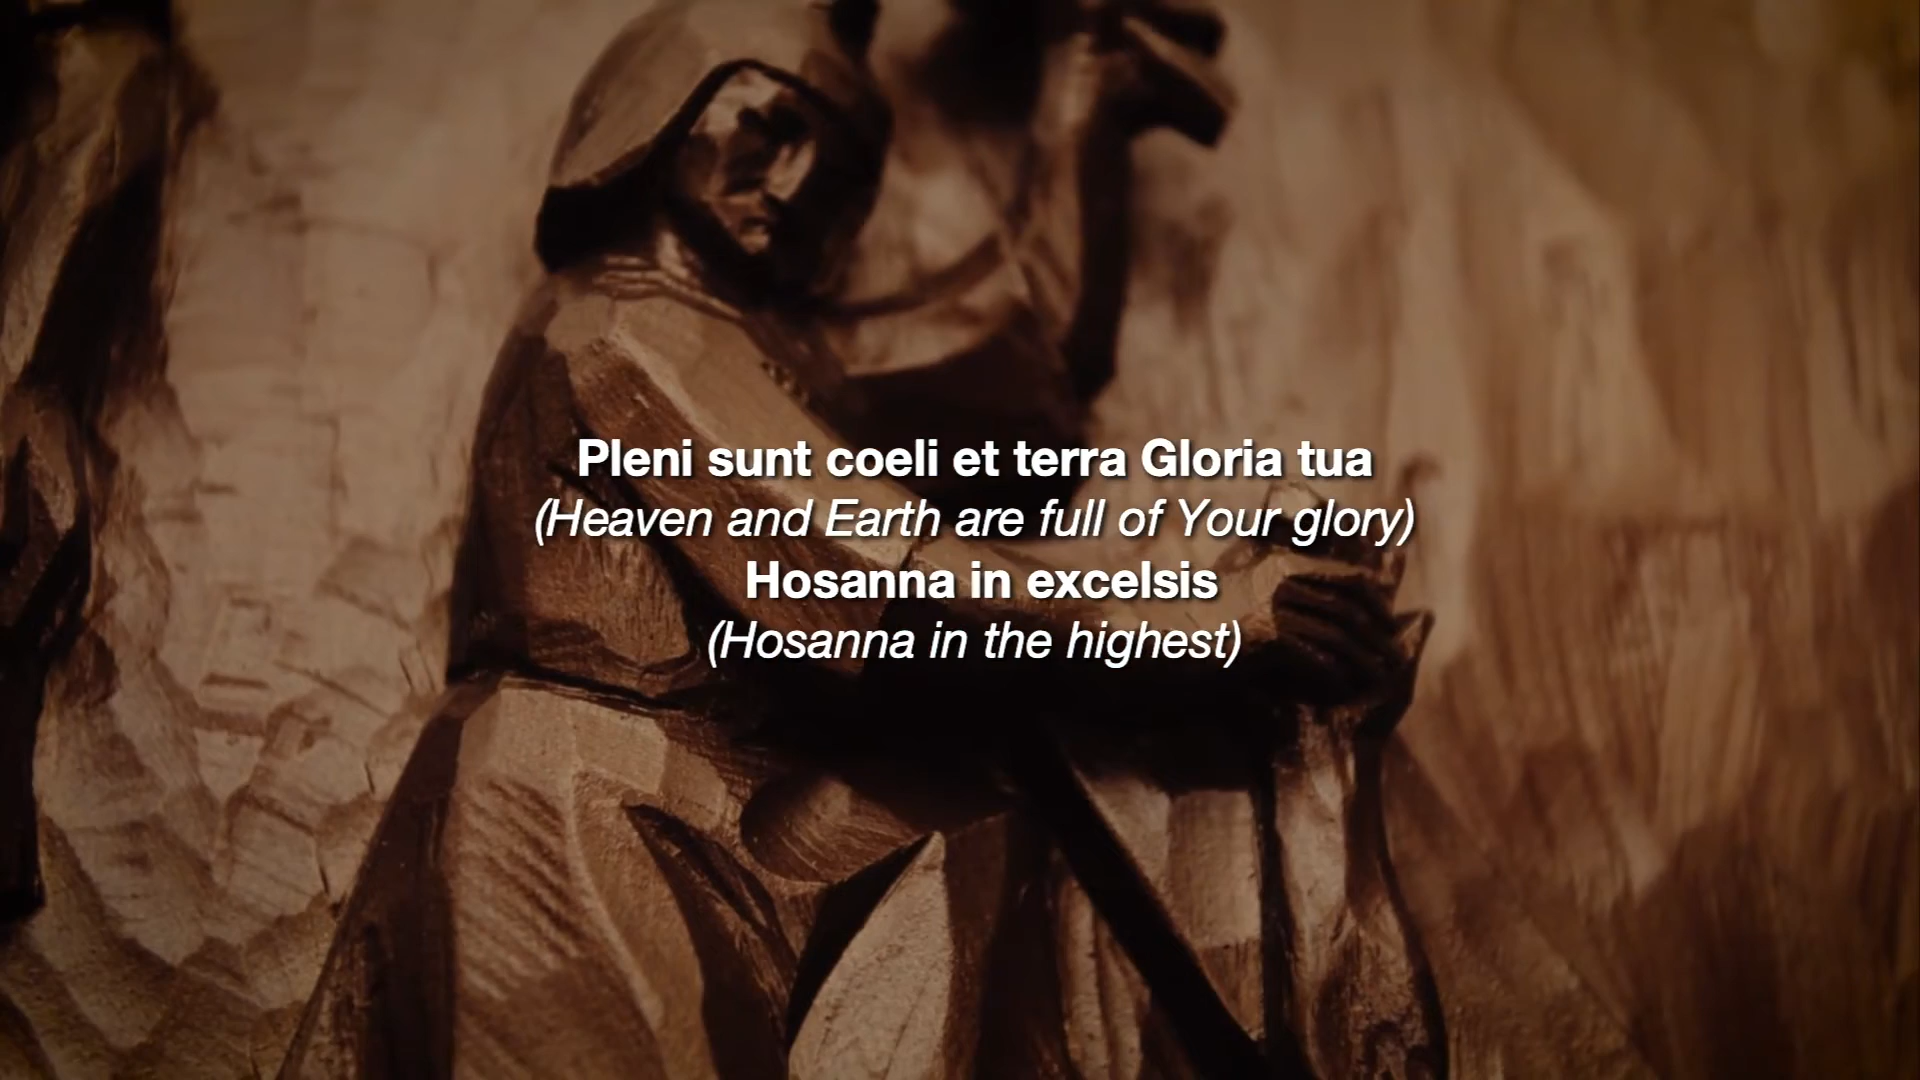 Pleni sunt coeli et terra Gloria tua
(Heaven and Earth are full of Your glory)
Hosanna in excelsis
(Hosanna in the highest)